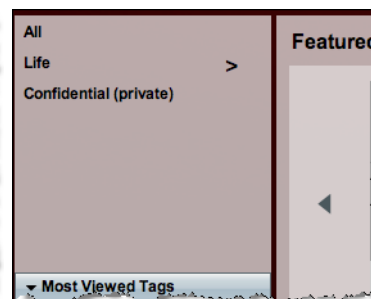 All
Life >
Confidential (private)
Most Viewed Tags
Featured